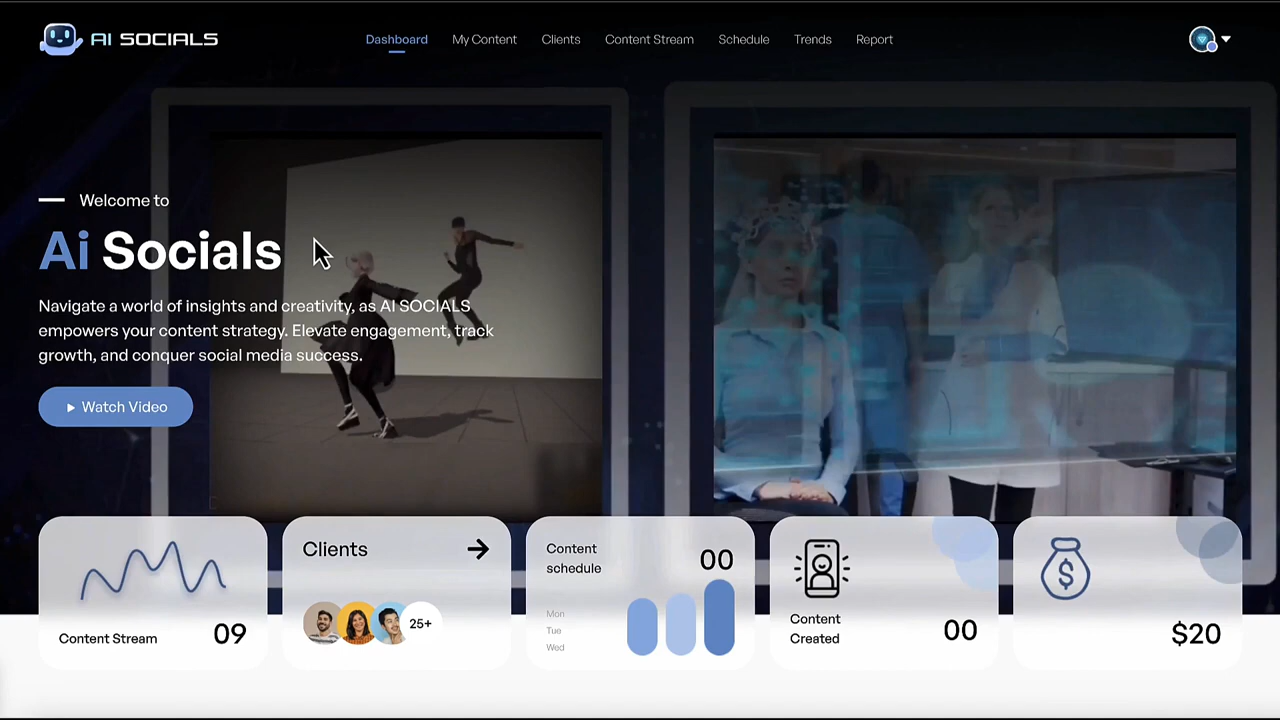 AI SOCIALS
Dashboard
My Content
Clients
Content Stream
Schedule
Trends
Report
Welcome to
Ai Socials
Navigate a world of insights and creativity, as AI SOCIALS
empowers your content strategy. Elevate engagement, track
growth, and conquer social media success.
Watch Video
Content Stream
09
Clients
25+
Content
schedule
00
Mon
Tue
Wed
Content
Created
00
$
$20